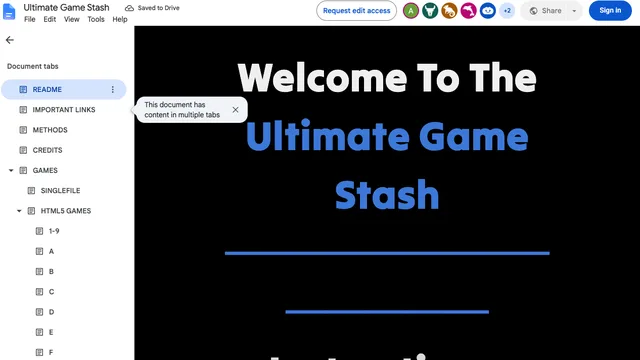 Ultimate Game Stash
Saved to Drive
File Edit View Tools Help
Request edit access
A
+2
Share
Sign in
Document tabs
README
IMPORTANT LINKS
METHODS
CREDITS
GAMES
SINGLEFILE
HTML5 GAMES
1-9
A
B
C
D
E
F
This document has
content in multiple tabs
Welcome To The
Ultimate Game
Stash